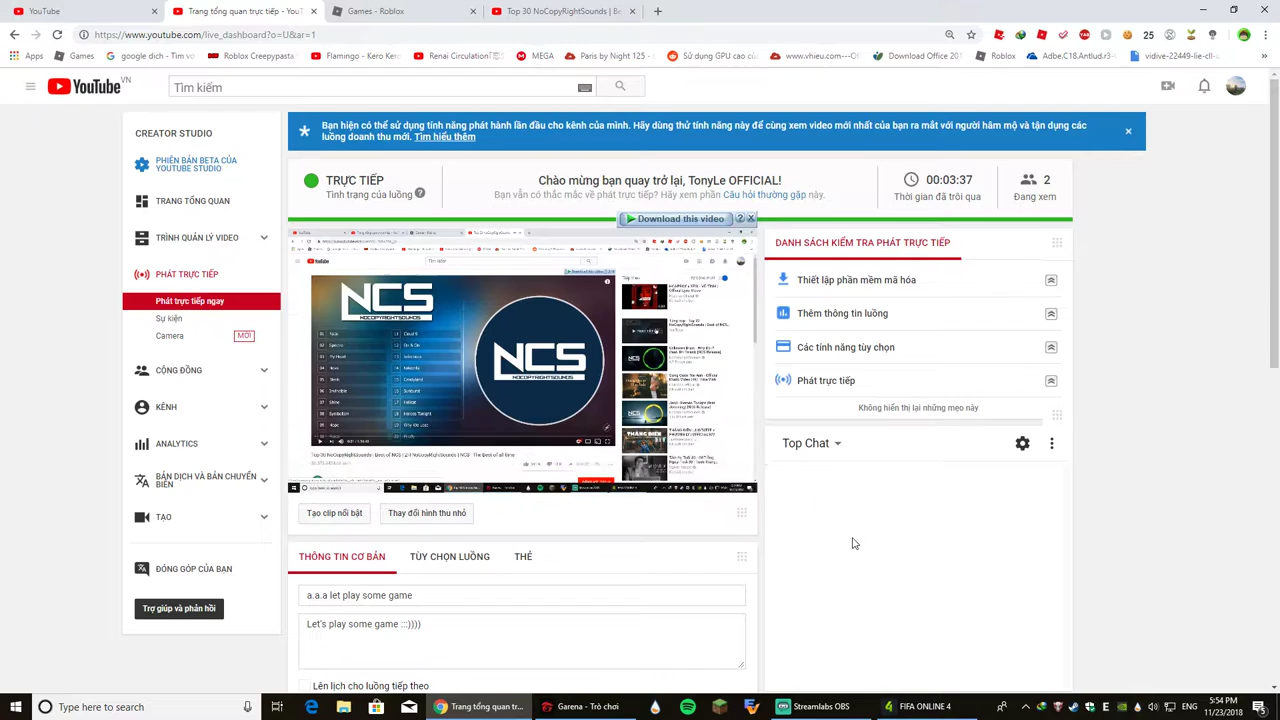 YouTube
Trang tổng quan trực tiếp - YouT
Games - Roblox
Top 30 NoCopyRightSounds | Be
https://www.youtube.com/live_dashboard?o=U&ar=1
25
Apps
Games
google dich - Tìm v
Roblox Creepypasta
Flamingo - Kero Ker
Renai Circulation
MEGA
Paris by Night 125
Sử dụng GPU cao
www.vhieu.com
Download Office 201
Roblox
Adbe.C18.Antlud.r3
vidive-22449-lie-cll
YouTube VN
Tìm kiếm
CREATOR STUDIO
PHIÊN BẢN BETA CỦA
YOUTUBE STUDIO
TRANG TỔNG QUAN
TRÌNH QUẢN LÝ VIDEO
PHÁT TRỰC TIẾP
Phát trực tiếp ngay
Sự kiện
Camera
MỚI
CỘNG ĐỒNG
KÊNH
ANALYTICS
BẢN DỊCH VÀ BẢN CHUYỂN
BIÊN
TẠO
ĐÓNG GÓP CỦA BẠN
Trợ giúp và phản hồi
Bạn hiện có thể sử dụng tính năng phát hành lần đầu cho kênh của mình. Hãy dùng thử tính năng này để cùng xem video mới nhất của bạn ra mắt với người hâm mộ và tận dụng các
luồng doanh thu mới. Tìm hiểu thêm
TRỰC TIẾP
Tình trạng của luồng
Chào mừng bạn quay trở lại, TonyLe OFFICIAL!
Bạn vẫn có thắc mắc về phát trực tiếp? Hãy xem phần Câu hỏi thường gặp này.
00:03:37
Thời gian đã trôi qua
2
Đang xem
Download this video
YouTube
NCS
NCS
NOCOPYRIGHTSOUNDS
Tạo clip nổi bật
Thay đổi hình thu nhỏ
THÔNG TIN CƠ BẢN
TÙY CHỌN LUỒNG
THẺ
a.a.a let play some game
Let's play some game :::))))
Lên lịch cho luồng tiếp theo
DANH SÁCH KIỂM TRA PHÁT TRỰC TIẾP
Thiết lập phần mềm mã hóa
Thêm thông tin luồng
Các tính năng tùy chọn
Phát trực tiếp
Không hiển thị lại những mẹo này
Top Chat
Type here to search
Trang tổng quan tr...
Garena - Trò chơi
Streamlabs OBS
FIFA ONLINE 4
5:54 PM
11/23/2018